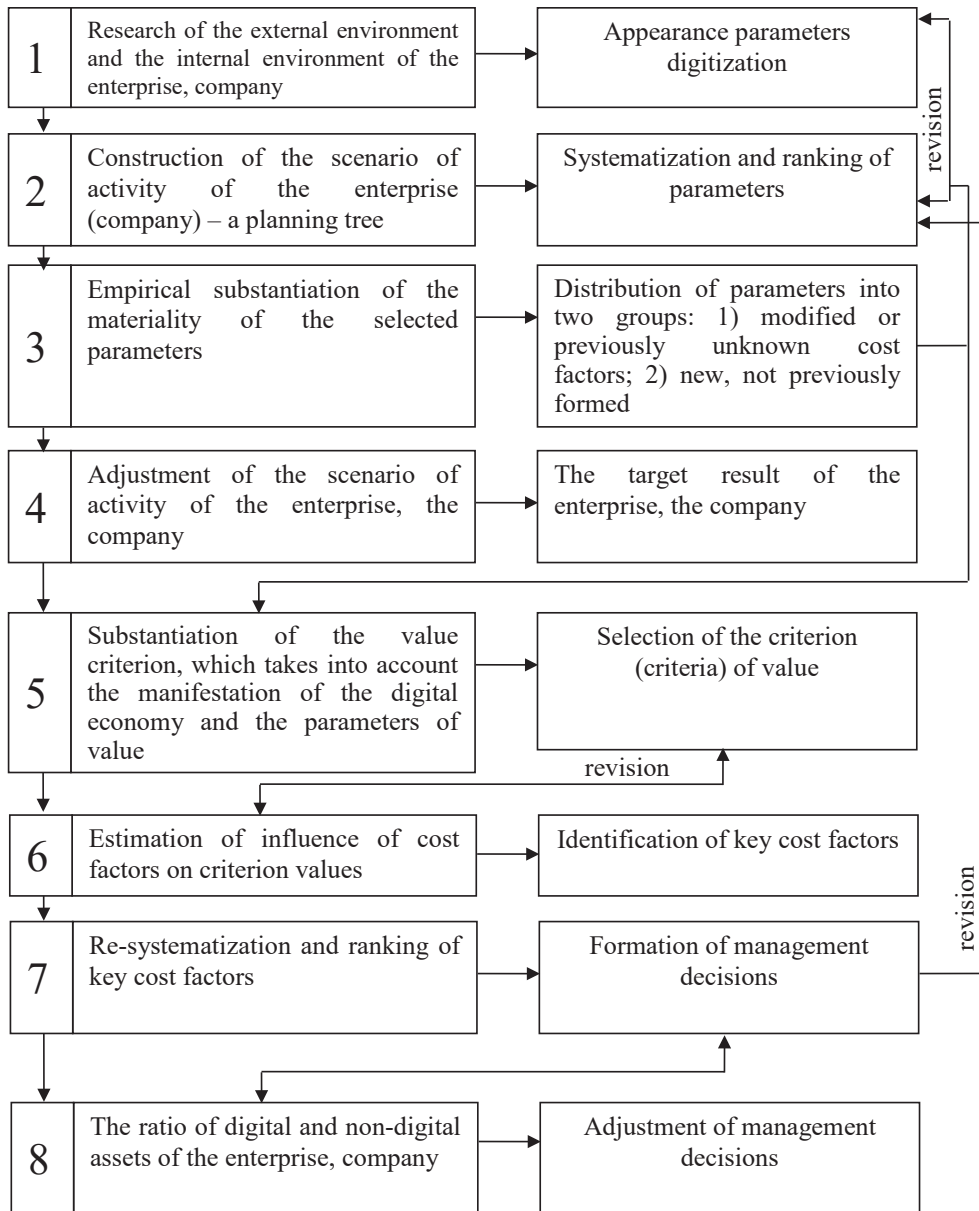 1
Research of the external environment
and the internal environment of the
enterprise, company
Appearance parameters
digitization
revision
2
Construction of the scenario of
activity of the enterprise
(company) – a planning tree
Systematization and ranking of
parameters
3
Empirical substantiation of the
materiality of the selected
parameters
Distribution of parameters into
two groups: 1) modified or
previously unknown cost
factors; 2) new, not previously
formed
4
Adjustment of the scenario of
activity of the enterprise, the
company
The target result of the
enterprise, the company
5
Substantiation of the value
criterion, which takes into account
the manifestation of the digital
economy and the parameters of
value
Selection of the criterion
(criteria) of value
revision
6
Estimation of influence of cost
factors on criterion values
Identification of key cost factors
revision
7
Re-systematization and ranking of
key cost factors
Formation of management
decisions
8
The ratio of digital and non-digital
assets of the enterprise, company
Adjustment of management
decisions